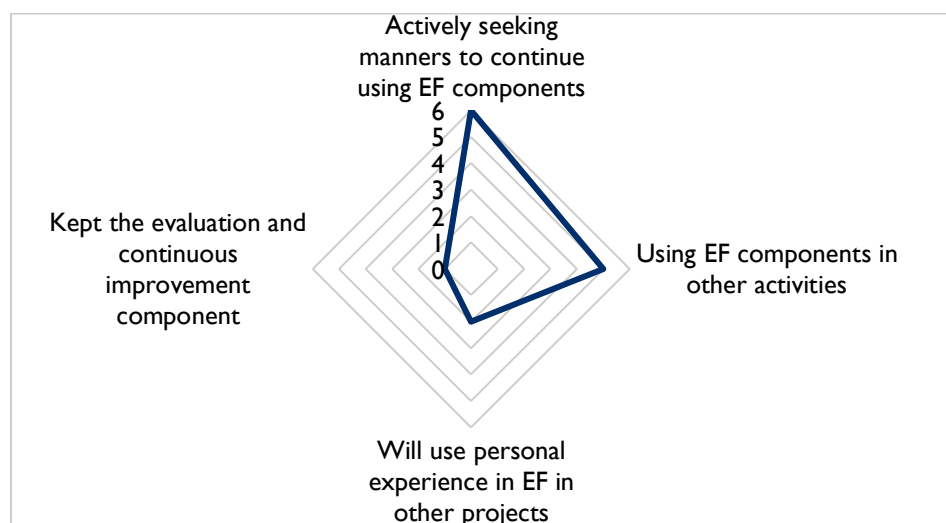 Actively seeking
manners to continue
using EF components
6
5
4
3
2
1
0
Kept the evaluation and
continuous
improvement
component
Using EF components in
other activities
Will use personal
experience in EF in
other projects